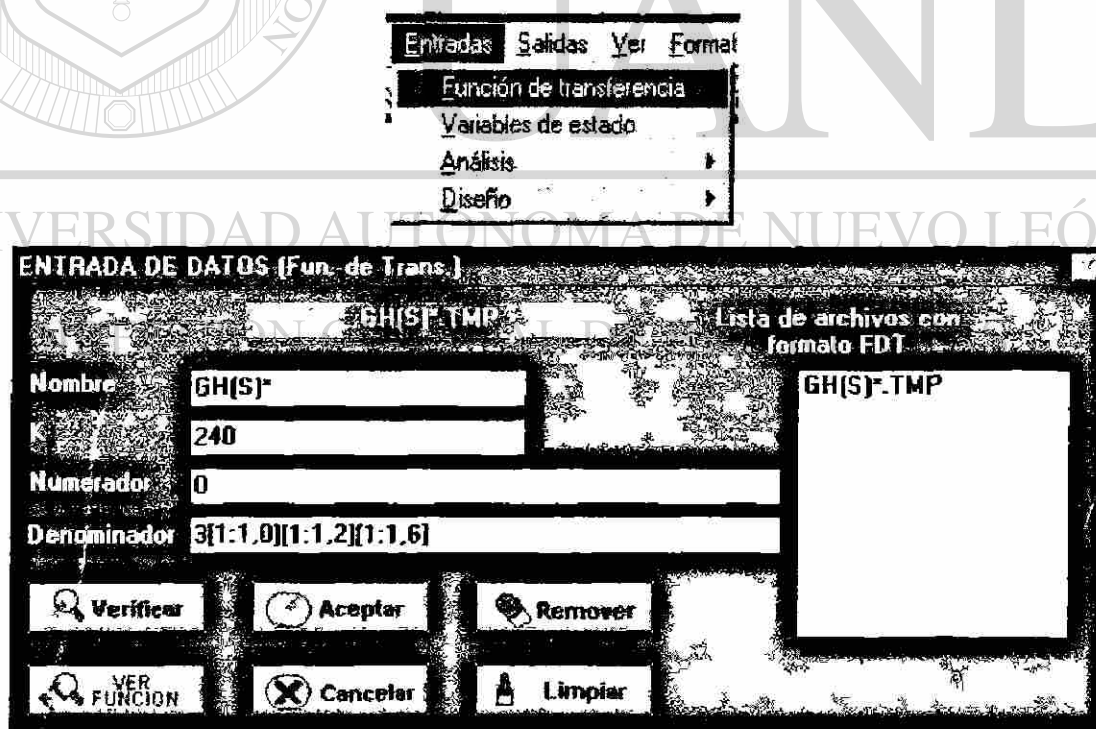 Entradas Salidas Ver Format
Función de transferencia
Variables de estado
Análisis
Diseño
VERSIDAD AUTÓNOMA DE NUEVO LEÓ
ENTRADA DE DATOS (Fun. de Trans.)
GH(S)*.TMP
Lista de archivos con
formato FDT
Nombre GH(S)*
GH(S)*.TMP
K 240
Numerador 0
Denominador 3[1:1,0][1:1,2][1:1,6]
Verificar Aceptar Remover
VER
FUNCION
Cancelar Limpiar